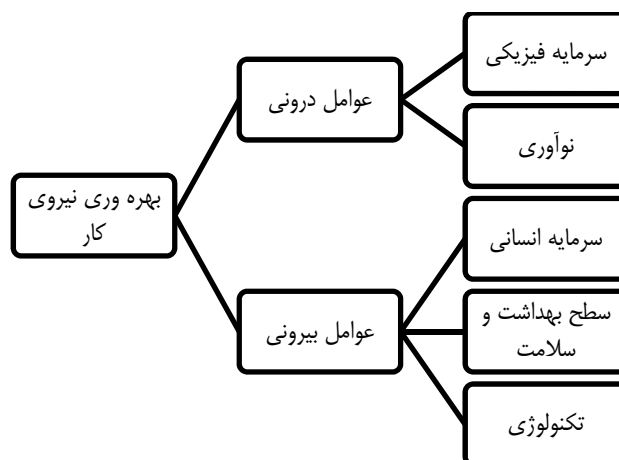 بهره وری نیروی
کار
عوامل درونی
سرمایه فیزیکی
نوآوری
عوامل بیرونی
سرمایه انسانی
سطح بهداشت و
سلامت
تکنولوژی